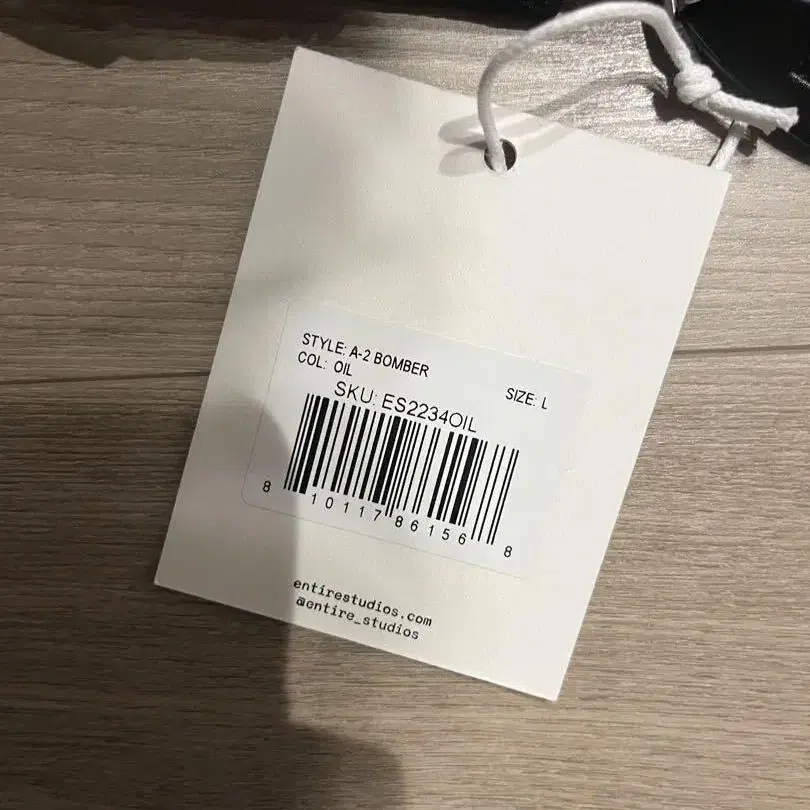 STYLE: A-2 BOMBER
COL: OIL
SIZE: L
SKU: ES2234OIL
8 10117 86156 8
entirestudios.com
@entire_studios